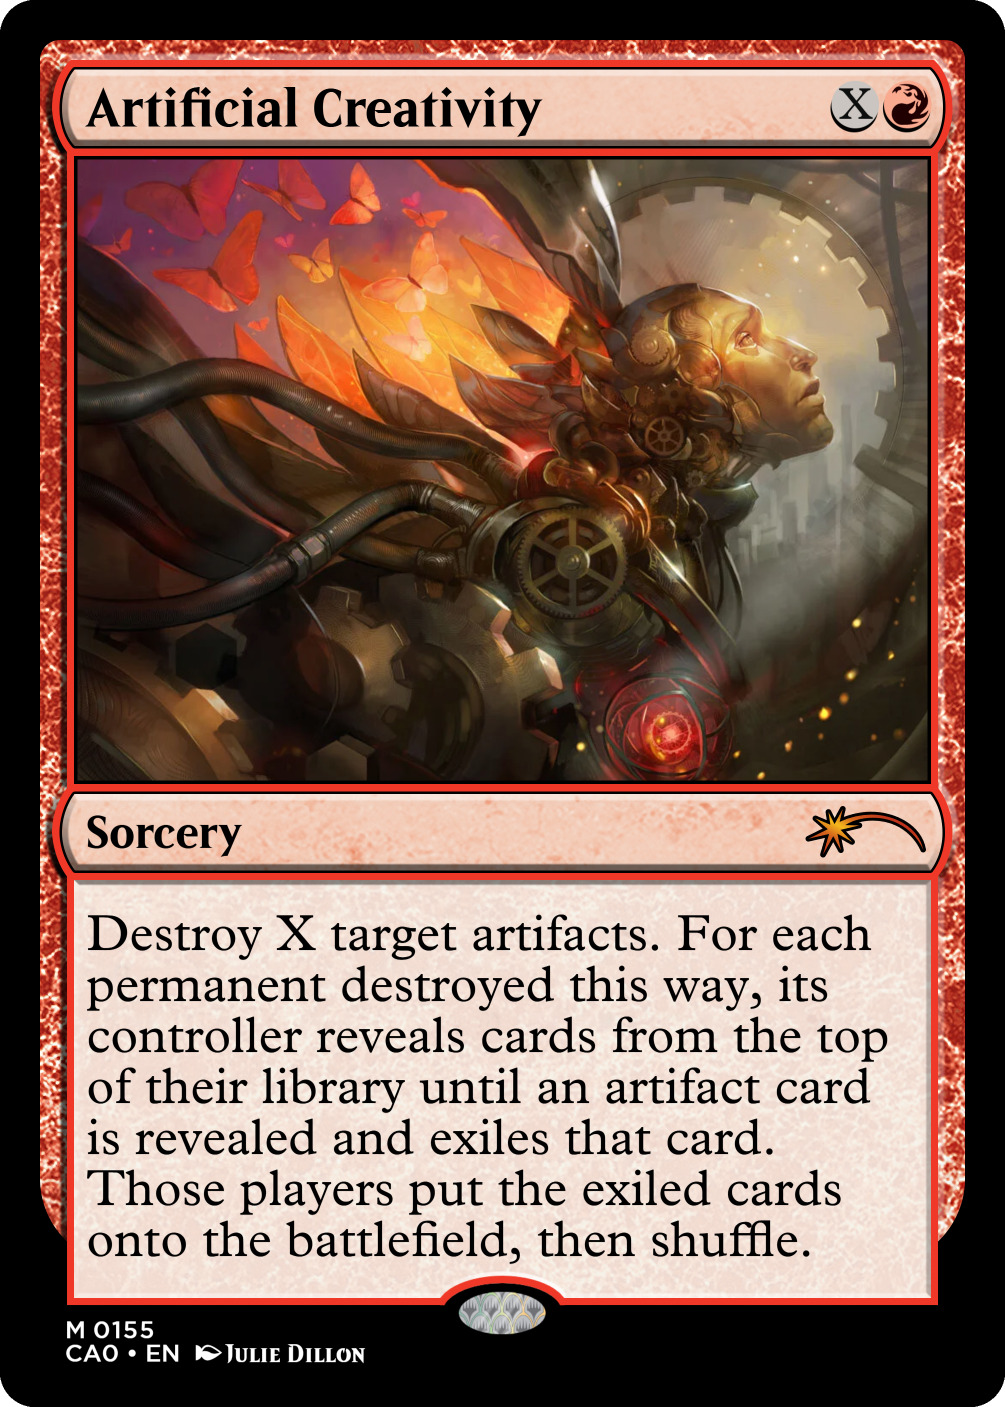 Artificial Creativity X
Sorcery
Destroy X target artifacts. For each
permanent destroyed this way, its
controller reveals cards from the top
of their library until an artifact card
is revealed and exiles that card.
Those players put the exiled cards
onto the battlefield, then shuffle.
M 0155
CAO • EN JULIE DILLON